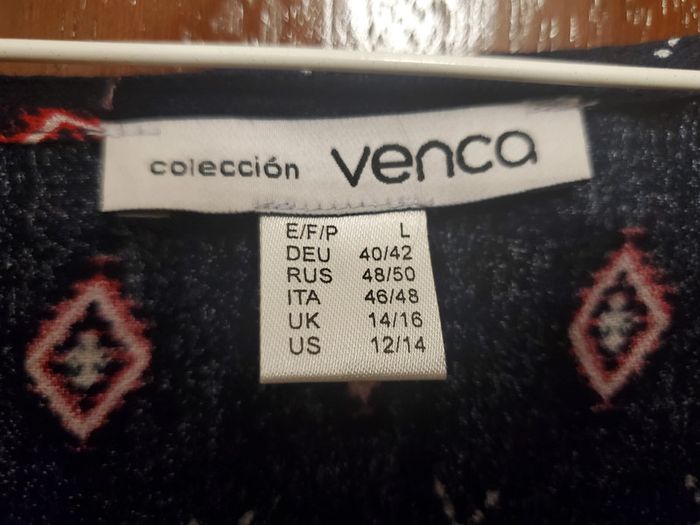 colección venca
E/F/P L
DEU 40/42
RUS 48/50
ITA 46/48
UK 14/16
US 12/14